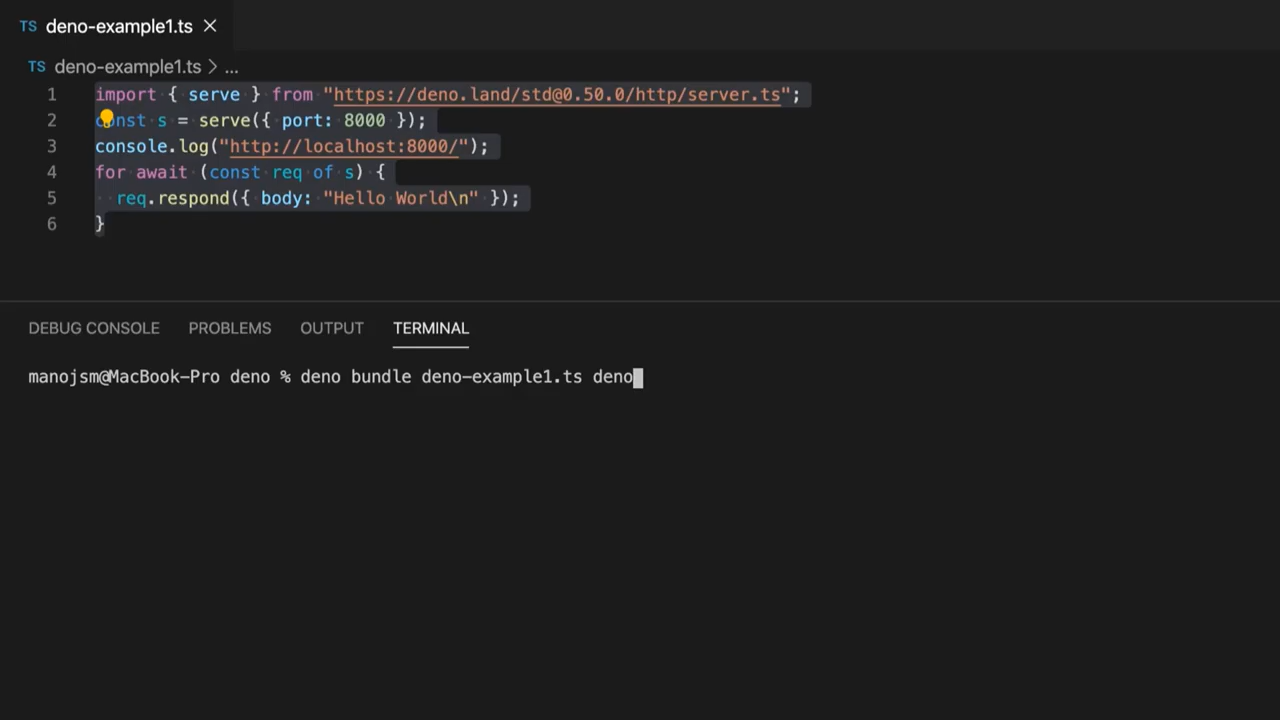 TS deno-example1.ts ×
TS deno-example1.ts > ...
1 import { serve } from "https://deno.land/std@0.50.0/http/server.ts";
2 const s = serve({ port: 8000 });
3 console.log("http://localhost:8000/");
4 for await (const req of s) {
5   req.respond({ body: "Hello World\n" });
6 }
DEBUG CONSOLE PROBLEMS OUTPUT TERMINAL
manojsm@MacBook-Pro deno % deno bundle deno-example1.ts deno